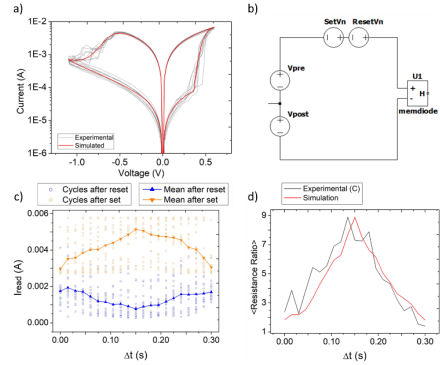 a)
1E-2
1E-3
1E-4
1E-5
1E-6
Current (A)
Experimental
Simulated
-1.0
-0.5
0.0
0.5
Voltage (V)
b)
SetVn
ResetVn
Vpre
Vpost
U1
+
H
-
memdiode
c)
Cycles after reset
Mean after reset
Cycles after set
Mean after set
0.006
0.004
0.002
0.000
Iread (A)
0.00
0.10
0.20
0.30
Δt (s)
d)
Experimental (C)
Simulation
9
7
5
3
1
<Resistance Ratio>
0.00
0.10
0.20
0.30
Δt (s)